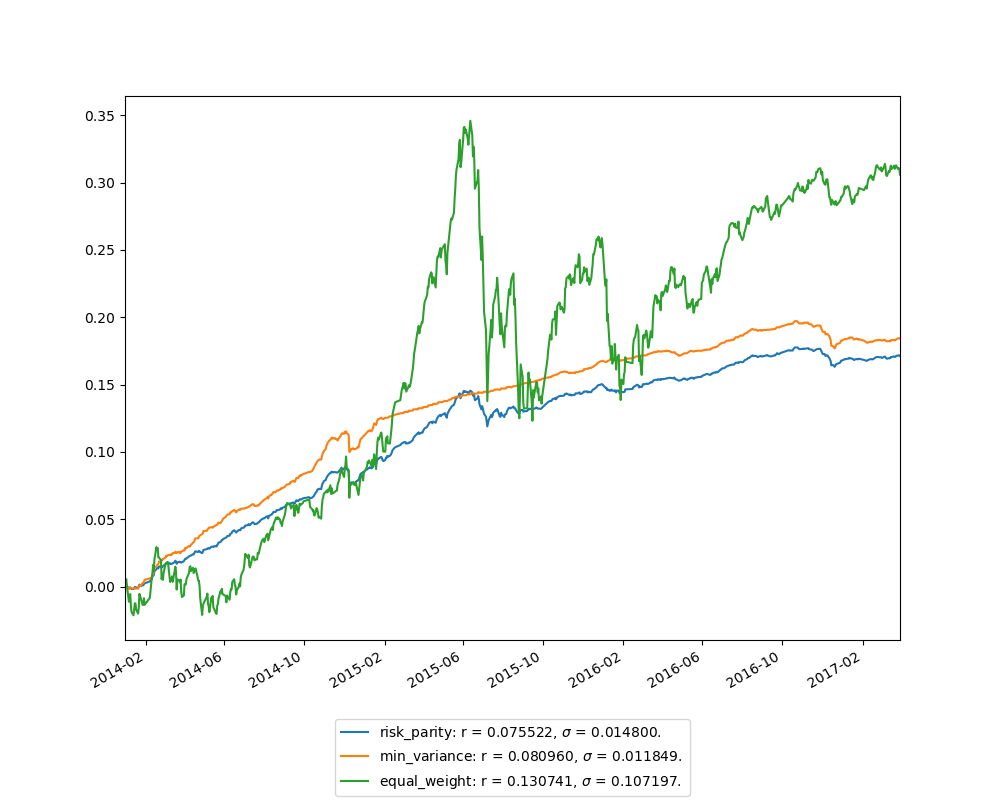 0.35
0.30
0.25
0.20
0.15
0.10
0.05
0.00
2014-02 2014-06 2014-10 2015-02 2015-06 2015-10 2016-02 2016-06 2016-10 2017-02
risk_parity: r = 0.075522, σ = 0.014800.
min_variance: r = 0.080960, σ = 0.011849.
equal_weight: r = 0.130741, σ = 0.107197.